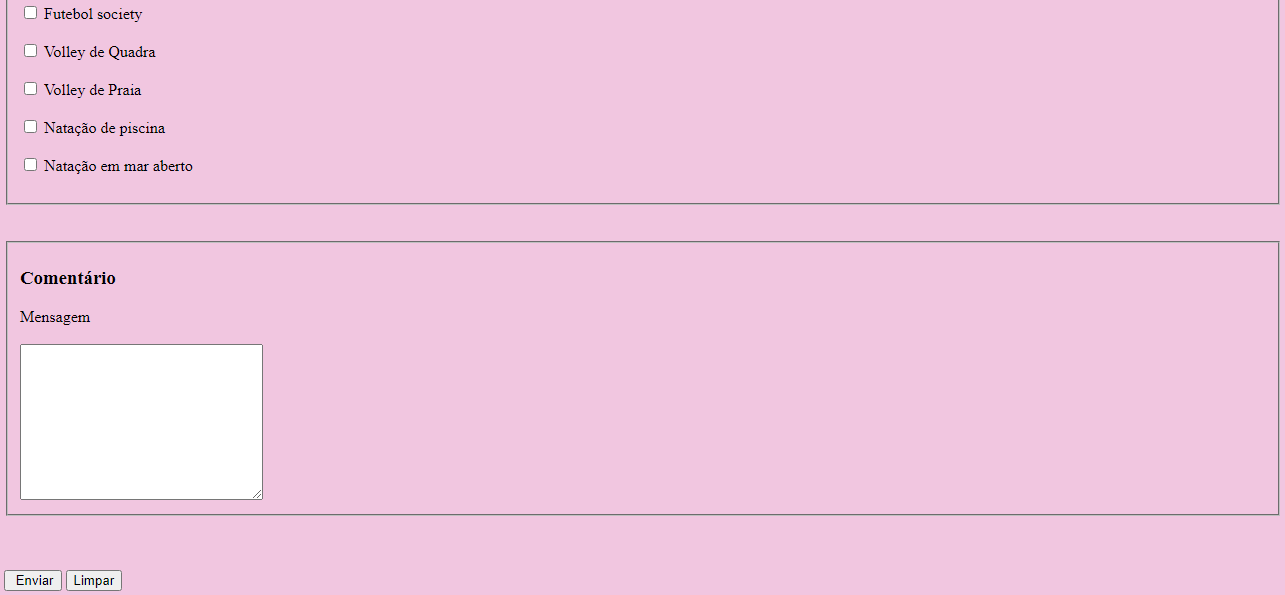 Futebol society
Volley de Quadra
Volley de Praia
Natação de piscina
Natação em mar aberto
Comentário
Mensagem
Enviar Limpar